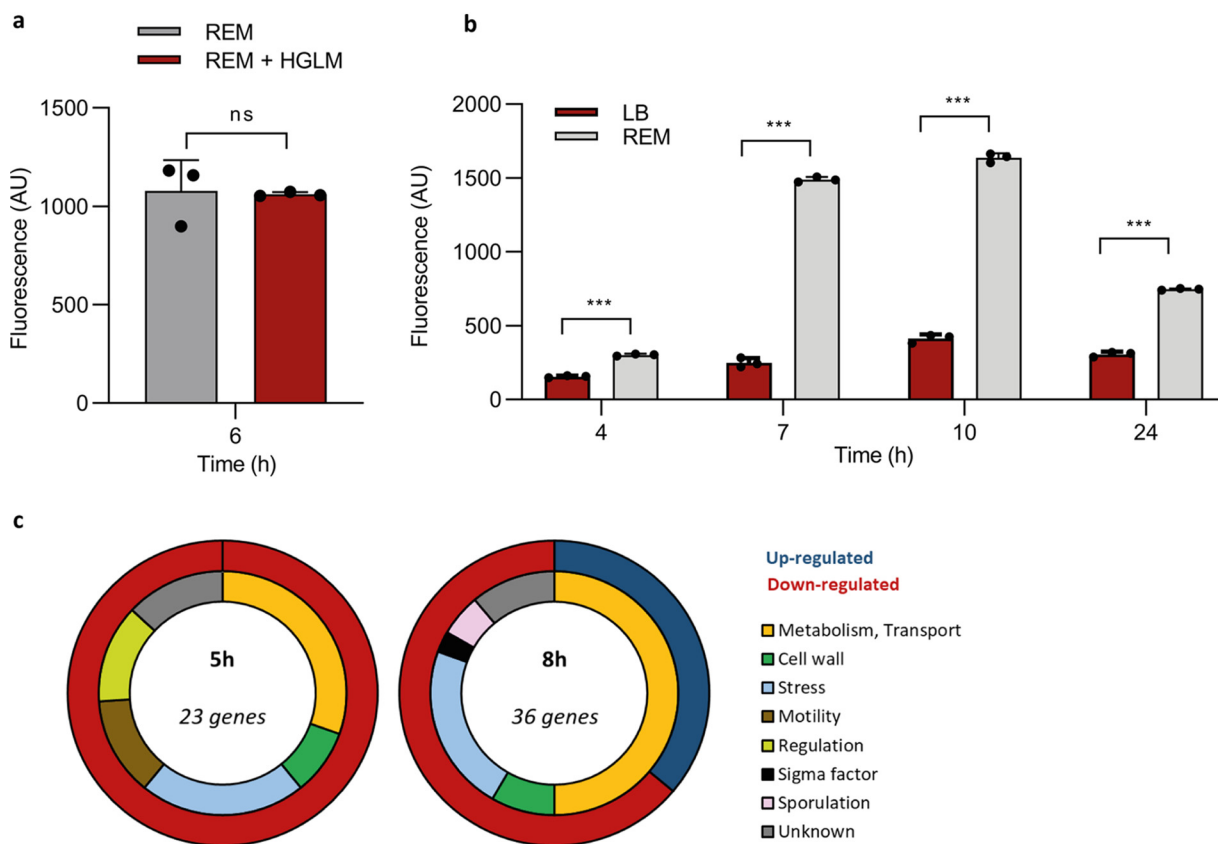 a
REM
REM + HGLM
1500
1000
500
0
ns
Fluorescence (AU)
6
Time (h)
b
LB
REM
2000
1500
1000
500
0
***
***
***
***
Fluorescence (AU)
4
7
10
24
Time (h)
c
5h
23 genes
8h
36 genes
Up-regulated
Down-regulated
Metabolism, Transport
Cell wall
Stress
Motility
Regulation
Sigma factor
Sporulation
Unknown